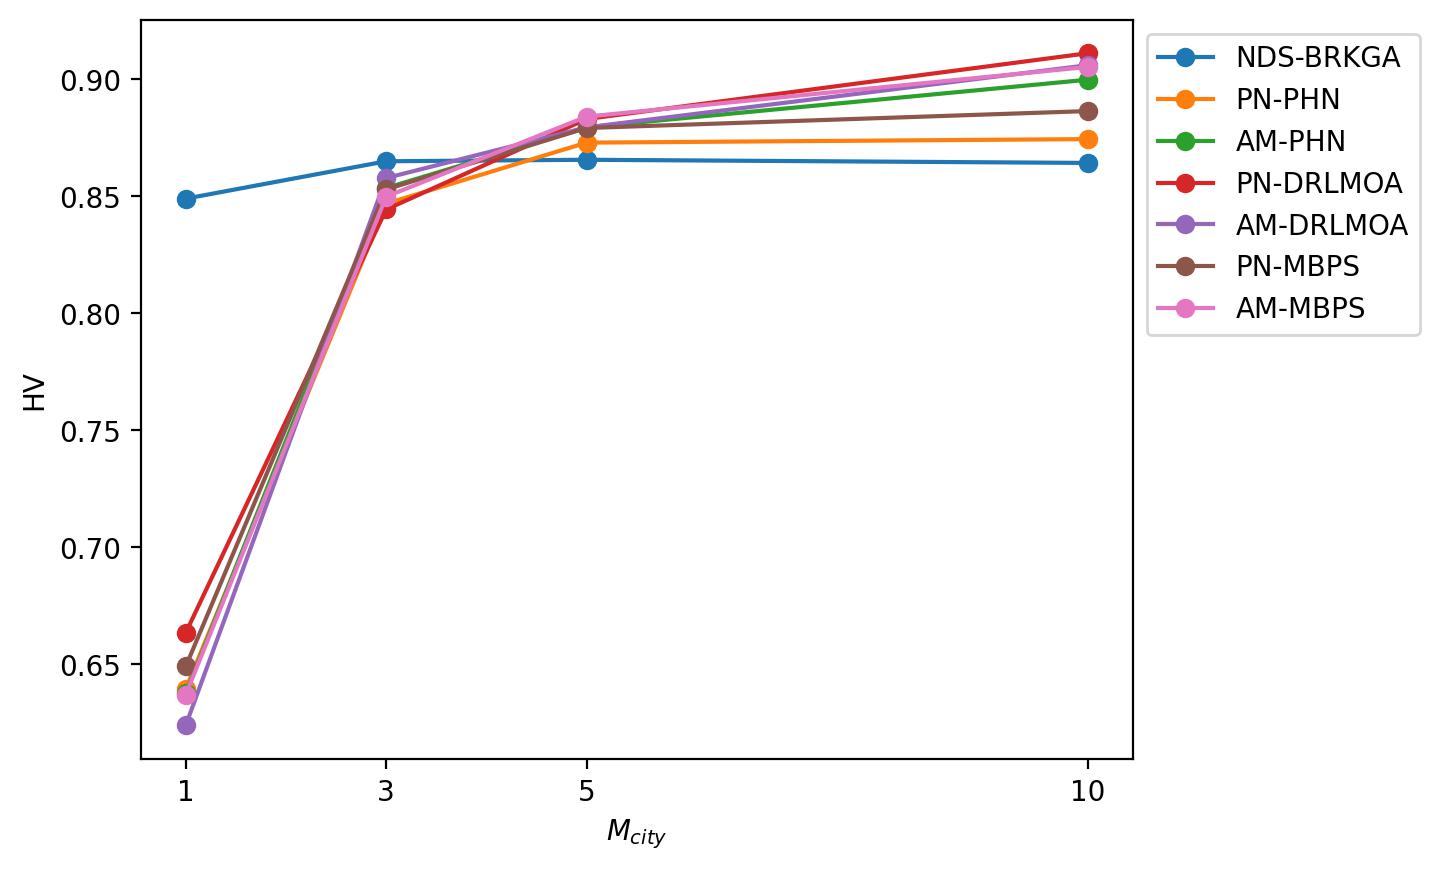 0.90
0.85
0.80
0.75
0.70
0.65
HV
1 3 5 10
M_city
NDS-BRKGA
PN-PHN
AM-PHN
PN-DRLMOA
AM-DRLMOA
PN-MBPS
AM-MBPS